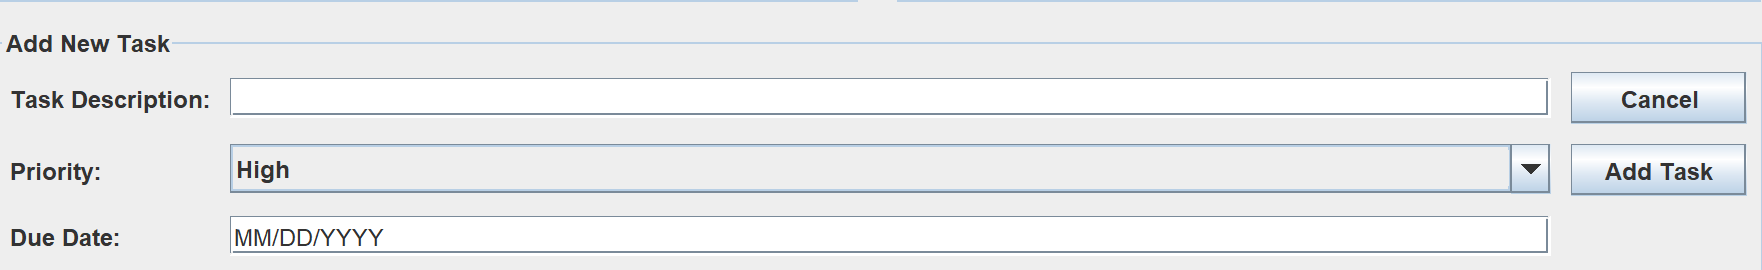 Add New Task
Task Description:
Cancel
Priority:
High
Add Task
Due Date:
MM/DD/YYYY